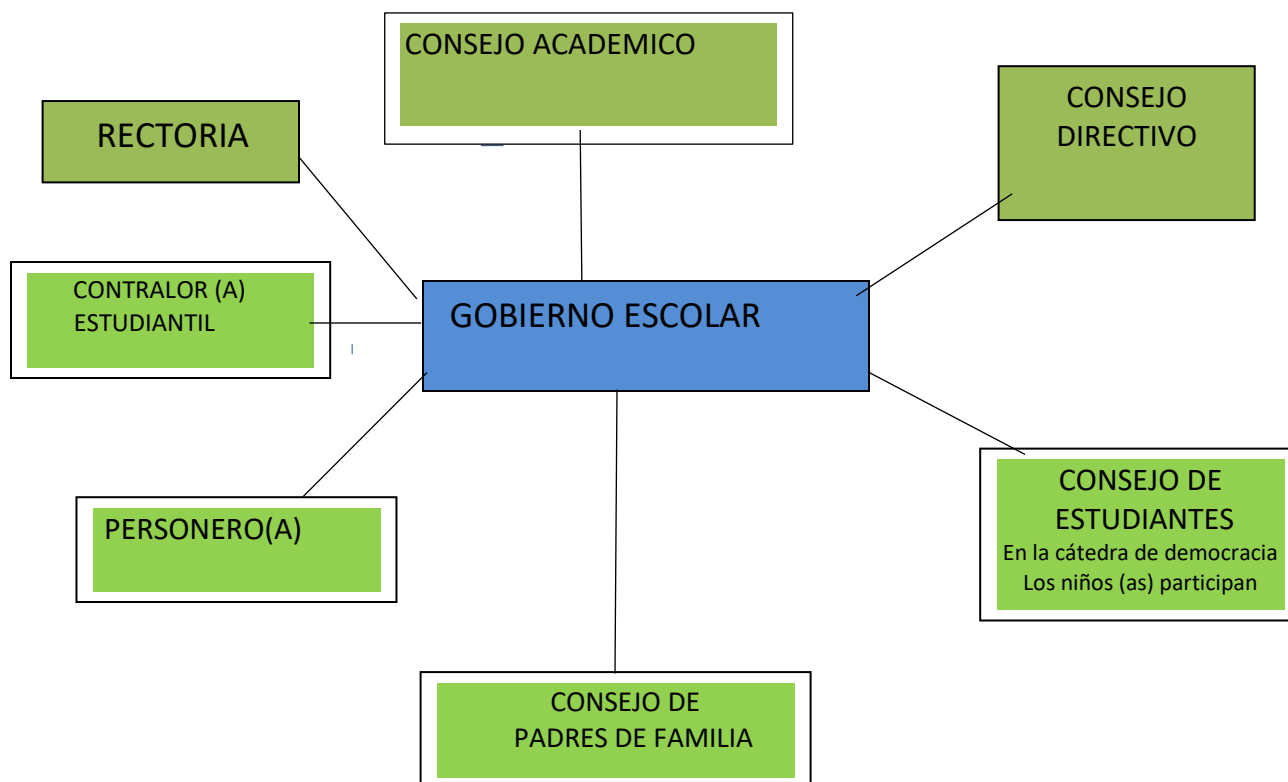 CONSEJO ACADEMICO
RECTORIA
CONSEJO
DIRECTIVO
CONTRALOR (A)
ESTUDIANTIL
GOBIERNO ESCOLAR
PERSONERO(A)
CONSEJO DE
ESTUDIANTES
En la cátedra de democracia
Los niños (as) participan
CONSEJO DE
PADRES DE FAMILIA